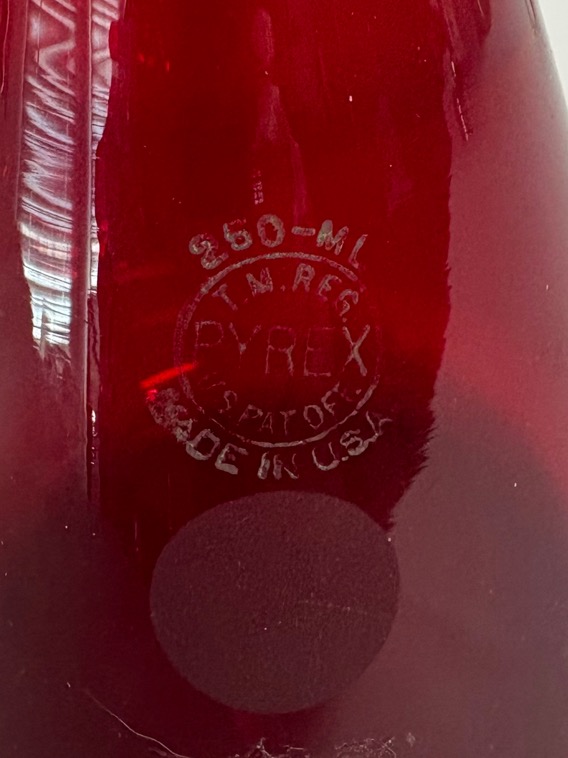 250-ML
T.M. REG.
PYREX
U.S. PAT. OFF.
MADE IN U.S.A.